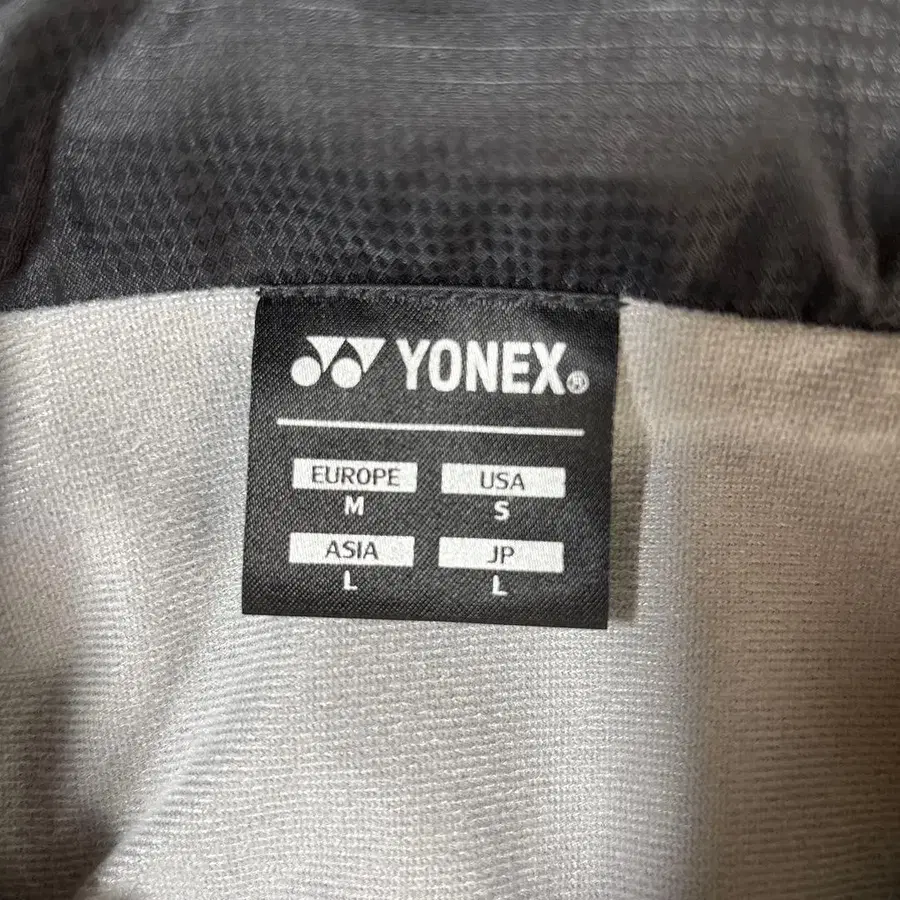 YONEX®
EUROPE USA
M S
ASIA JP
L L